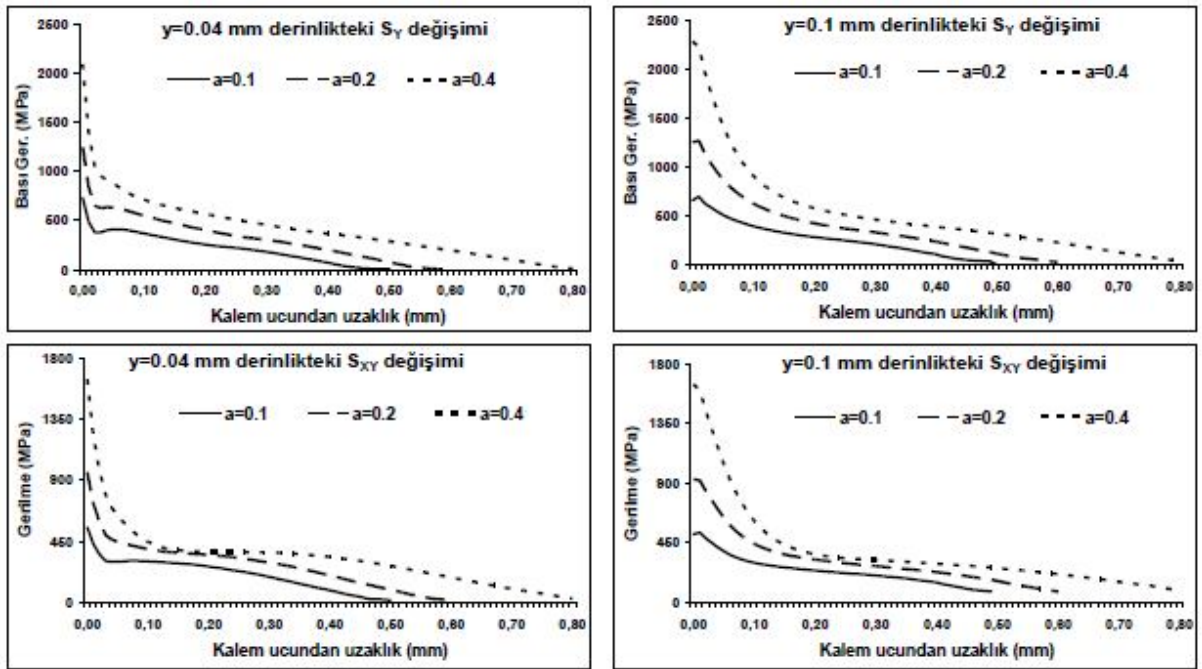 y=0.04 mm derinlikteki SY değişimi
a=0.1 a=0.2 a=0.4
Bası Ger. (MPa)
2600
2000
1500
1000
500
0
0,00 0,10 0,20 0,30 0,40 0,50 0,60 0,70 0,80
Kalem ucundan uzaklık (mm)
y=0.1 mm derinlikteki SY değişimi
a=0.1 a=0.2 a=0.4
Bası Ger. (MPa)
2600
2000
1500
1000
500
0
0,00 0,10 0,20 0,30 0,40 0,50 0,60 0,70 0,80
Kalem ucundan uzaklık (mm)
y=0.04 mm derinlikteki SXY değişimi
a=0.1 a=0.2 a=0.4
Gerilme (MPa)
1800
1350
900
450
0
0,00 0,10 0,20 0,30 0,40 0,50 0,60 0,70 0,80
Kalem ucundan uzaklık (mm)
y=0.1 mm derinlikteki SXY değişimi
a=0.1 a=0.2 a=0.4
Gerilme (MPa)
1800
1350
900
450
0
0,00 0,10 0,20 0,30 0,40 0,50 0,60 0,70 0,80
Kalem ucundan uzaklık (mm)